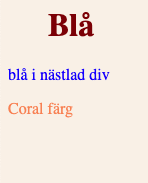 Blå
blå i nästlad div
Coral färg